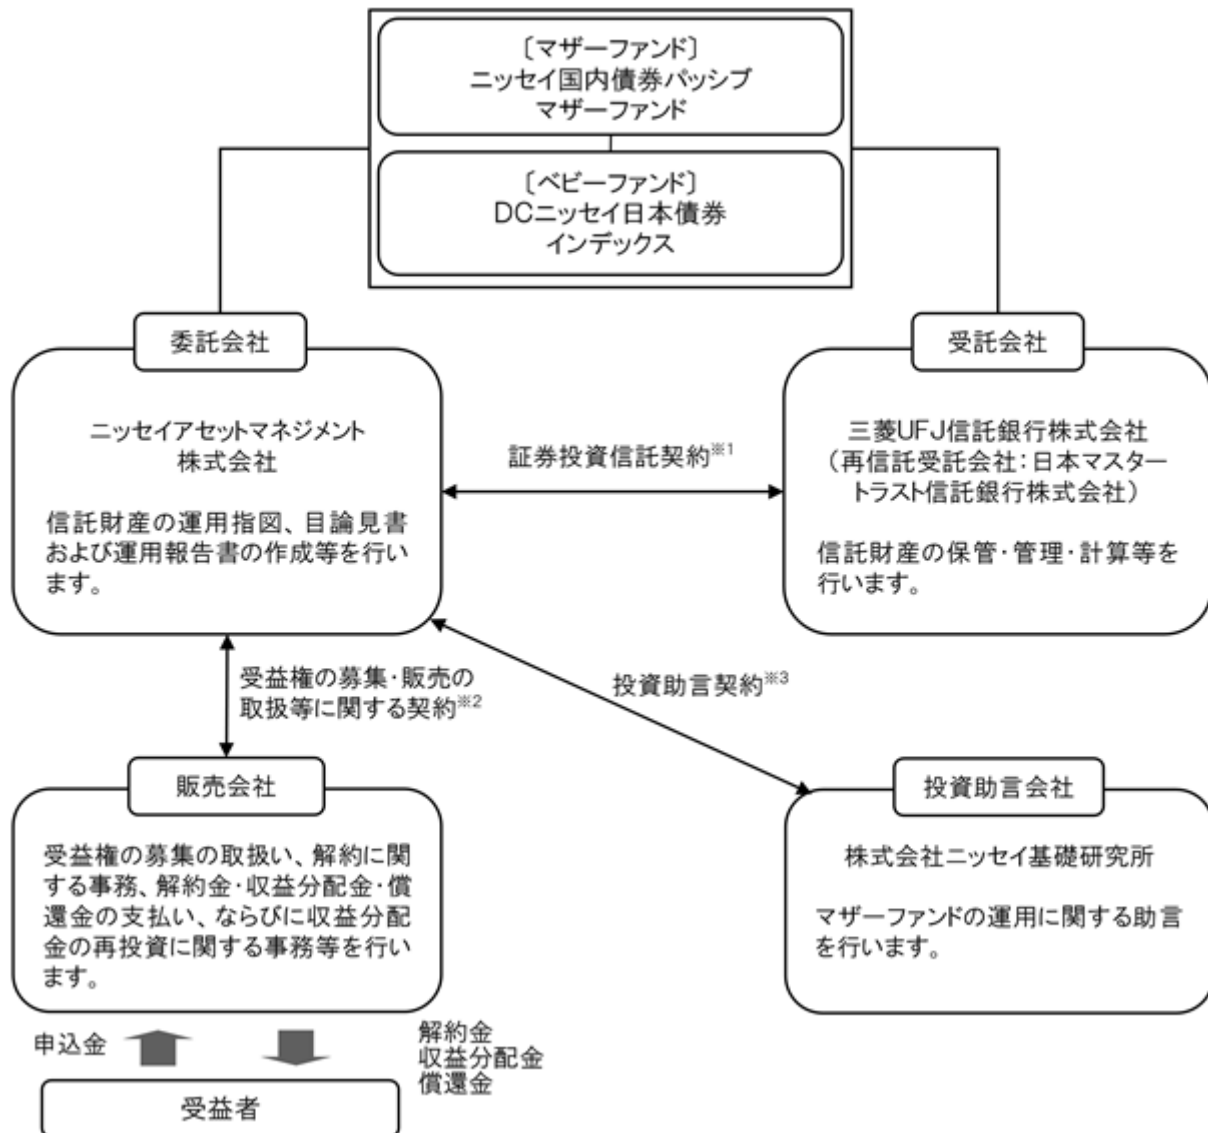 〔マザーファンド〕
ニッセイ国内債券パッシブ
マザーファンド
〔ベビーファンド〕
DCニッセイ日本債券
インデックス
委託会社
ニッセイアセットマネジメント
株式会社
信託財産の運用指図、目論見書
および運用報告書の作成等を行い
ます。
証券投資信託契約※1
受託会社
三菱UFJ信託銀行株式会社
（再信託受託会社：日本マスター
トラスト信託銀行株式会社）
信託財産の保管・管理・計算等を
行います。
受益権の募集・販売の
取扱等に関する契約※2
投資助言契約※3
販売会社
受益権の募集の取扱い、解約に関
する事務、解約金・収益分配金・償
還金の支払い、ならびに収益分配
金の再投資に関する事務等を行い
ます。
投資助言会社
株式会社ニッセイ基礎研究所
マザーファンドの運用に関する助言
を行います。
申込金
解約金
収益分配金
償還金
受益者